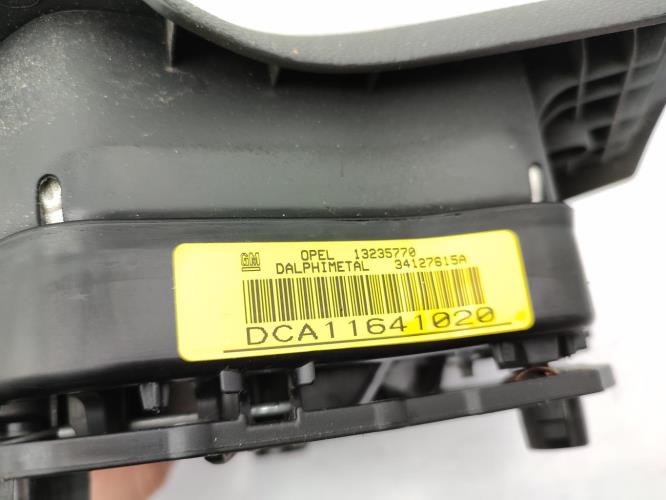 GM OPEL 13235770
DALPHIMETAL 34127615A
DCA11641020